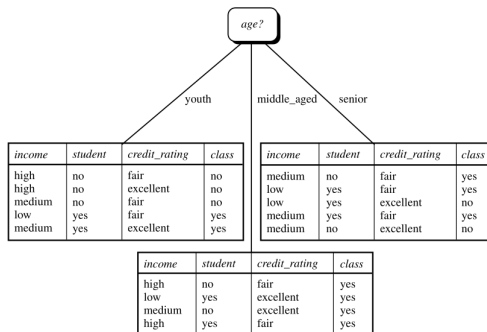 age?
youth
middle_aged
senior
income student credit_rating class
high no fair no
high no excellent no
medium no fair no
low yes fair yes
medium yes excellent yes
income student credit_rating class
medium no fair yes
low yes fair yes
low yes excellent no
medium yes fair yes
medium no excellent no
income student credit_rating class
high no fair yes
low yes excellent yes
medium no excellent yes
high yes fair yes